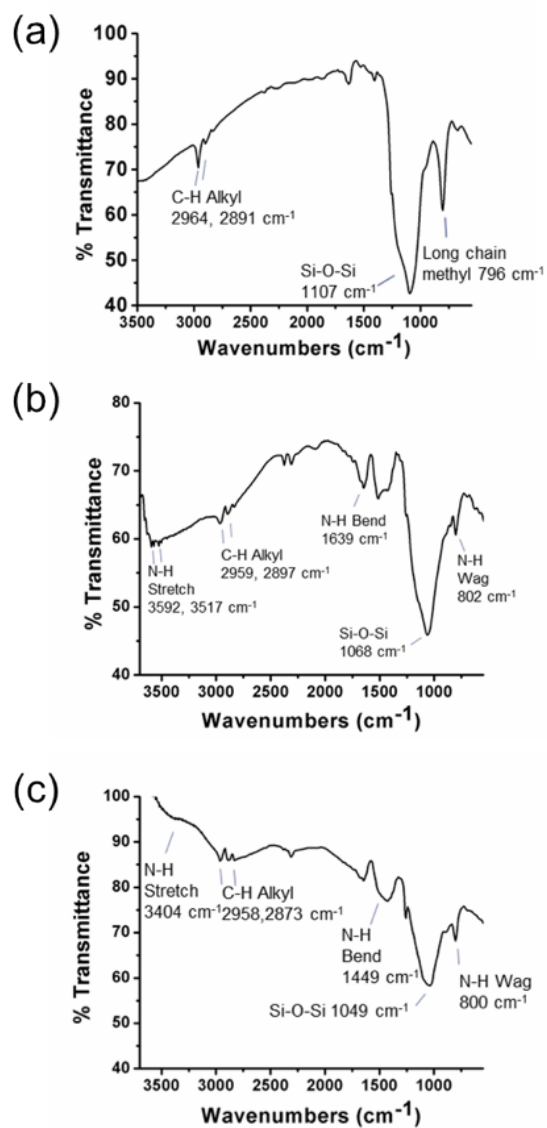 (a)
100
90
80
70
60
50
40
% Transmittance
C-H Alkyl
2964, 2891 cm-1
Si-O-Si
1107 cm-1
Long chain
methyl 796 cm-1
3500 3000 2500 2000 1500 1000
Wavenumbers (cm-1)
(b)
80
70
60
50
40
% Transmittance
N-H
Stretch
3592, 3517 cm-1
C-H Alkyl
2959, 2897 cm-1
N-H Bend
1639 cm-1
Si-O-Si
1068 cm-1
N-H
Wag
802 cm-1
3500 3000 2500 2000 1500 1000
Wavenumbers (cm-1)
(c)
100
90
80
70
60
50
40
% Transmittance
N-H
Stretch
3404 cm-1
C-H Alkyl
2958,2873 cm-1
N-H
Bend
1449 cm-1
Si-O-Si 1049 cm-1
N-H Wag
800 cm-1
3500 3000 2500 2000 1500 1000
Wavenumbers (cm-1)